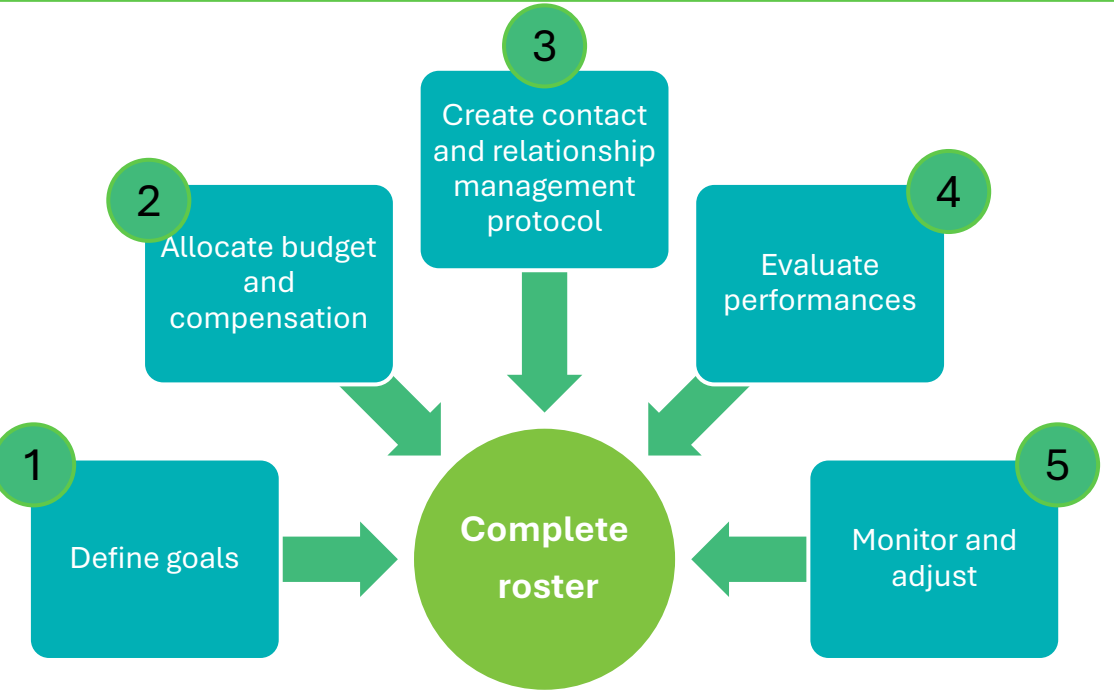 1
Define goals
2
Allocate budget
and
compensation
3
Create contact
and relationship
management
protocol
4
Evaluate
performances
5
Monitor and
adjust
Complete
roster